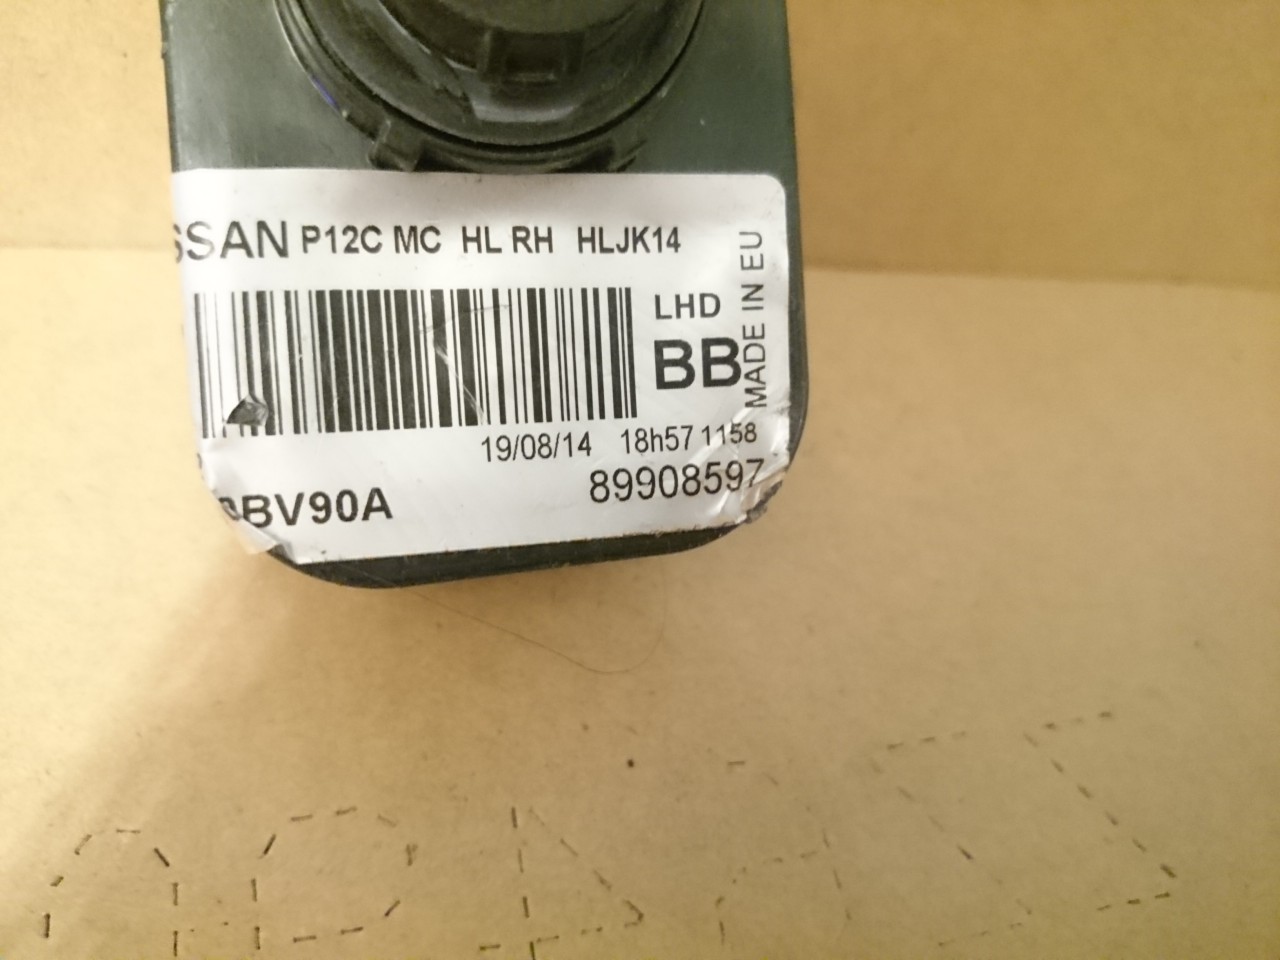 SSAN P12C MC HL RH HLJK14
LHD
BB
MADE IN EU
19/08/14 18h57 1158
BV90A
89908597